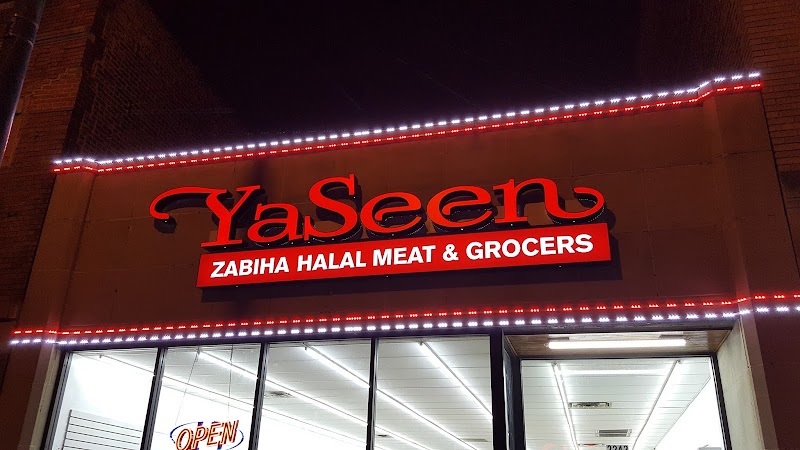 YaSeen
ZABIHA HALAL MEAT & GROCERS
OPEN